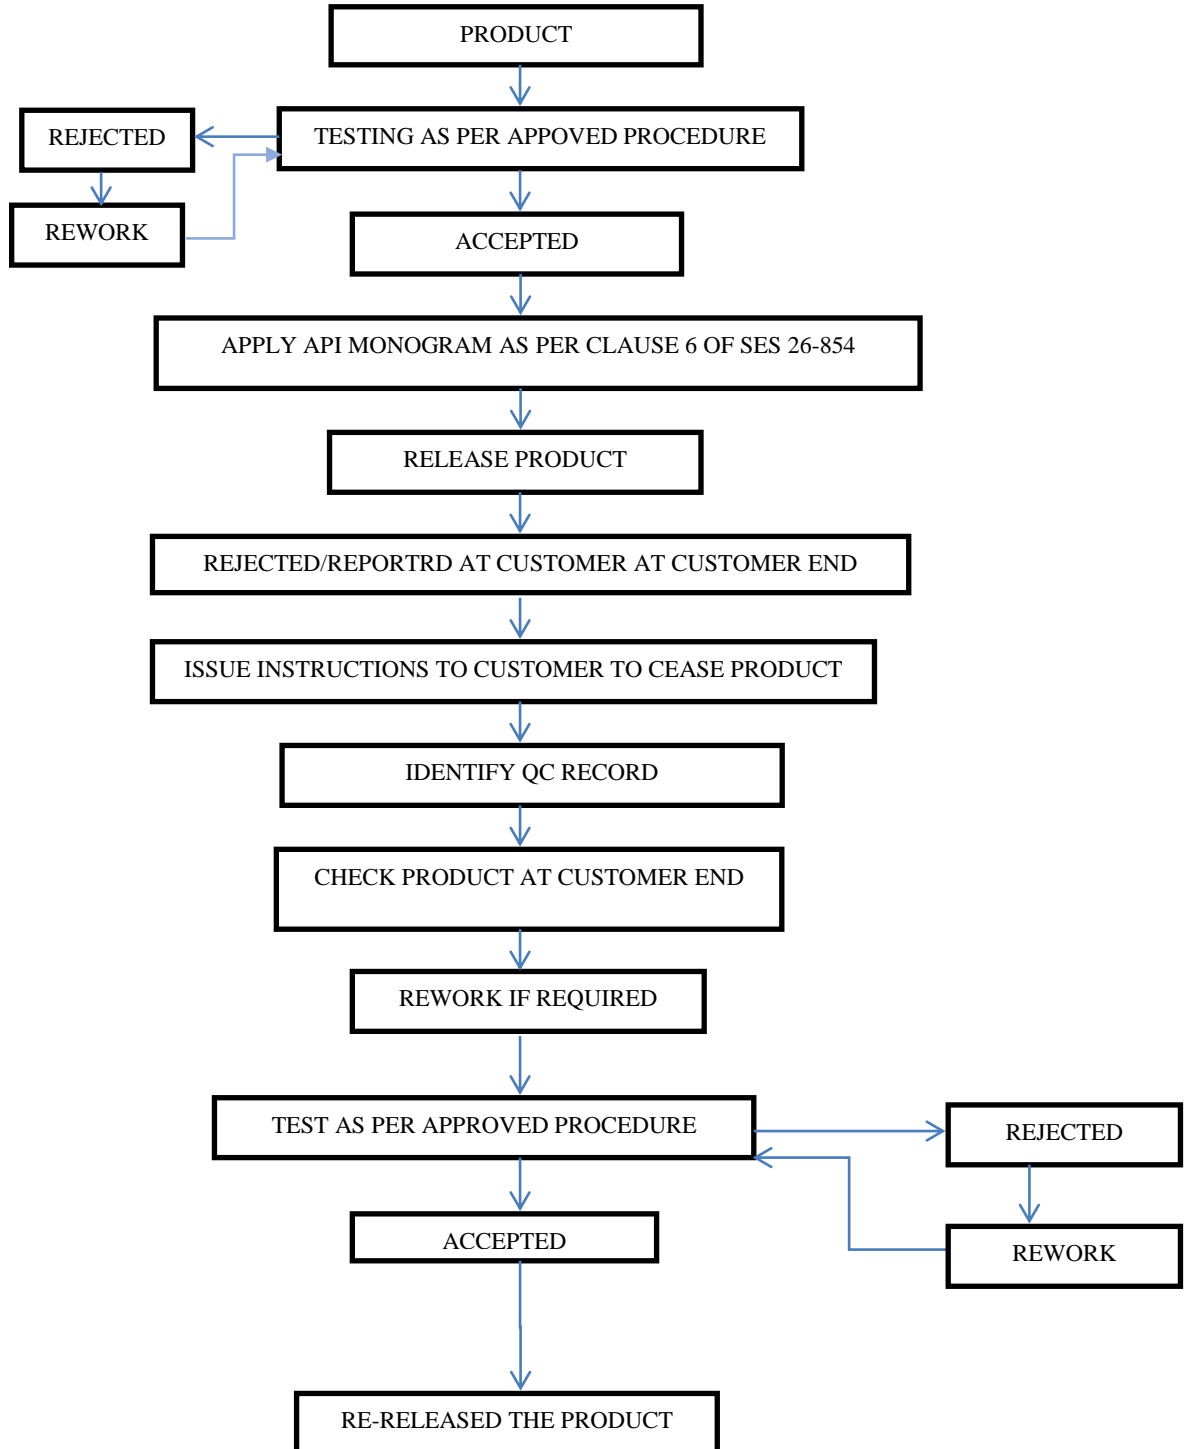 PRODUCT
TESTING AS PER APPOVED PROCEDURE
REJECTED
REWORK
ACCEPTED
APPLY API MONOGRAM AS PER CLAUSE 6 OF SES 26-854
RELEASE PRODUCT
REJECTED/REPORTRD AT CUSTOMER AT CUSTOMER END
ISSUE INSTRUCTIONS TO CUSTOMER TO CEASE PRODUCT
IDENTIFY QC RECORD
CHECK PRODUCT AT CUSTOMER END
REWORK IF REQUIRED
TEST AS PER APPROVED PROCEDURE
REJECTED
ACCEPTED
REWORK
RE-RELEASED THE PRODUCT